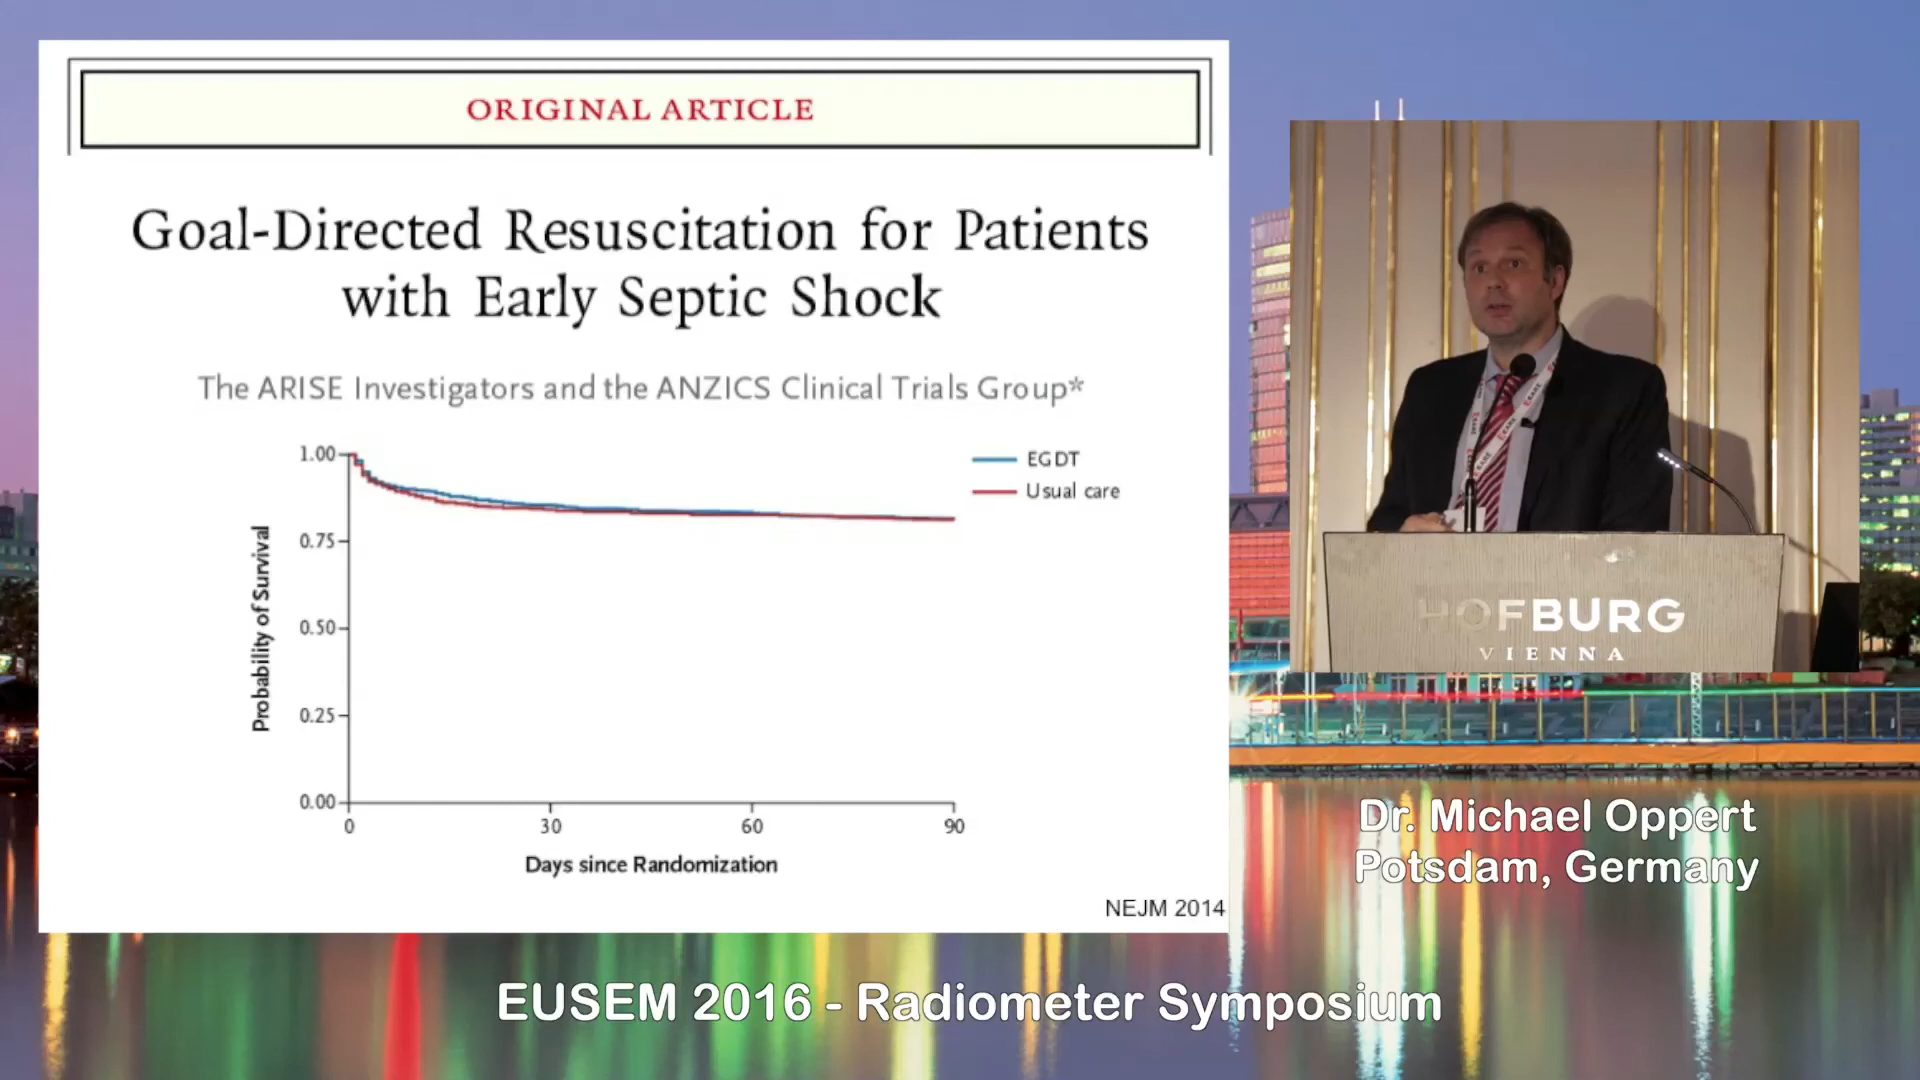 ORIGINAL ARTICLE
Goal-Directed Resuscitation for Patients
with Early Septic Shock
The ARISE Investigators and the ANZICS Clinical Trials Group*
1.00
0.75
0.50
0.25
0.00
Probability of Survival
EGDT
Usual care
0 30 60 90
Days since Randomization
NEJM 2014
HOFBURG
VIENNA
Dr. Michael Oppert
Potsdam, Germany
EUSEM 2016 - Radiometer Symposium